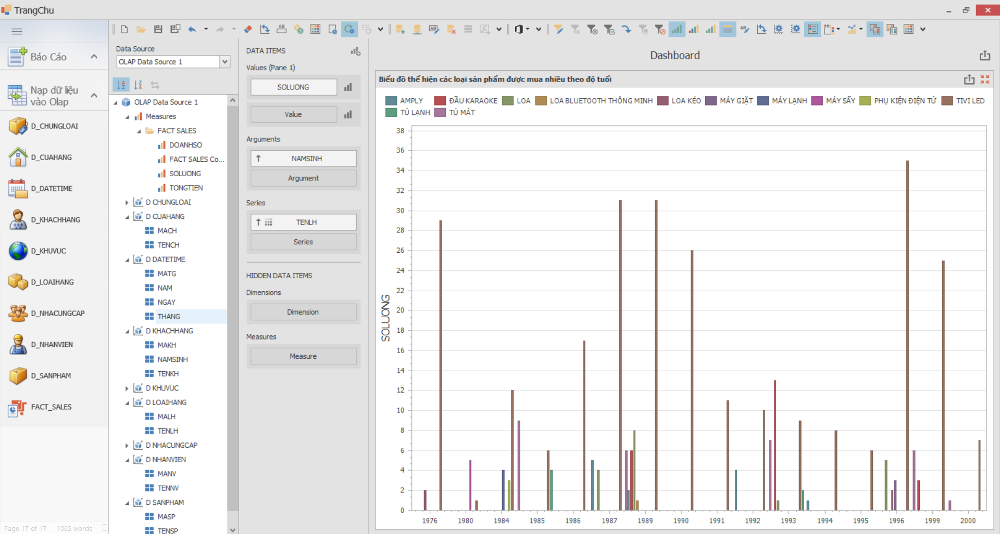 TrangChu
Báo Cáo
Nạp dữ liệu
vào Olap
D_CHUNGLOAI
D_CUAHANG
D_DATETIME
D_KHACHHANG
D_KHUVUC
D_LOAIHANG
D_NHACUNGCAP
D_NHANVIEN
D_SANPHAM
FACT_SALES
Page 17 of 17 1065 words
Data Source
OLAP Data Source 1
OLAP Data Source 1
Measures
FACT SALES
DOANHSO
FACT SALES Co...
SOLUONG
TONGTIEN
D CHUNGLOAI
D CUAHANG
MACH
TENCH
D DATETIME
MATG
NAM
NGAY
THANG
D KHACHHANG
MAKH
NAMSINH
TENKH
D KHUVUC
D LOAIHANG
MALH
TENLH
D NHACUNGCAP
D NHANVIEN
MANV
TENNV
D SANPHAM
MASP
TENSP
DATA ITEMS
Values (Pane 1)
SOLUONG
Value
Arguments
NAMSINH
Argument
Series
TENLH
Series
HIDDEN DATA ITEMS
Dimensions
Dimension
Measures
Measure
Dashboard
Biểu đồ thể hiện các loại sản phẩm được mua nhiều theo độ tuổi
AMPLY ĐẦU KARAOKE LOA LOA BLUETOOTH THÔNG MINH LOA KÉO MÁY GIẶT MÁY LẠNH MÁY SẤY PHỤ KIỆN ĐIỆN TỬ TIVI LED
TỦ LẠNH TỦ MÁT
38
36
34
32
30
28
26
24
22
20
18
16
14
12
10
8
6
4
2
0
SOLUONG
1976 1980 1984 1985 1986 1987 1989 1990 1991 1992 1993 1994 1995 1996 1999 2000